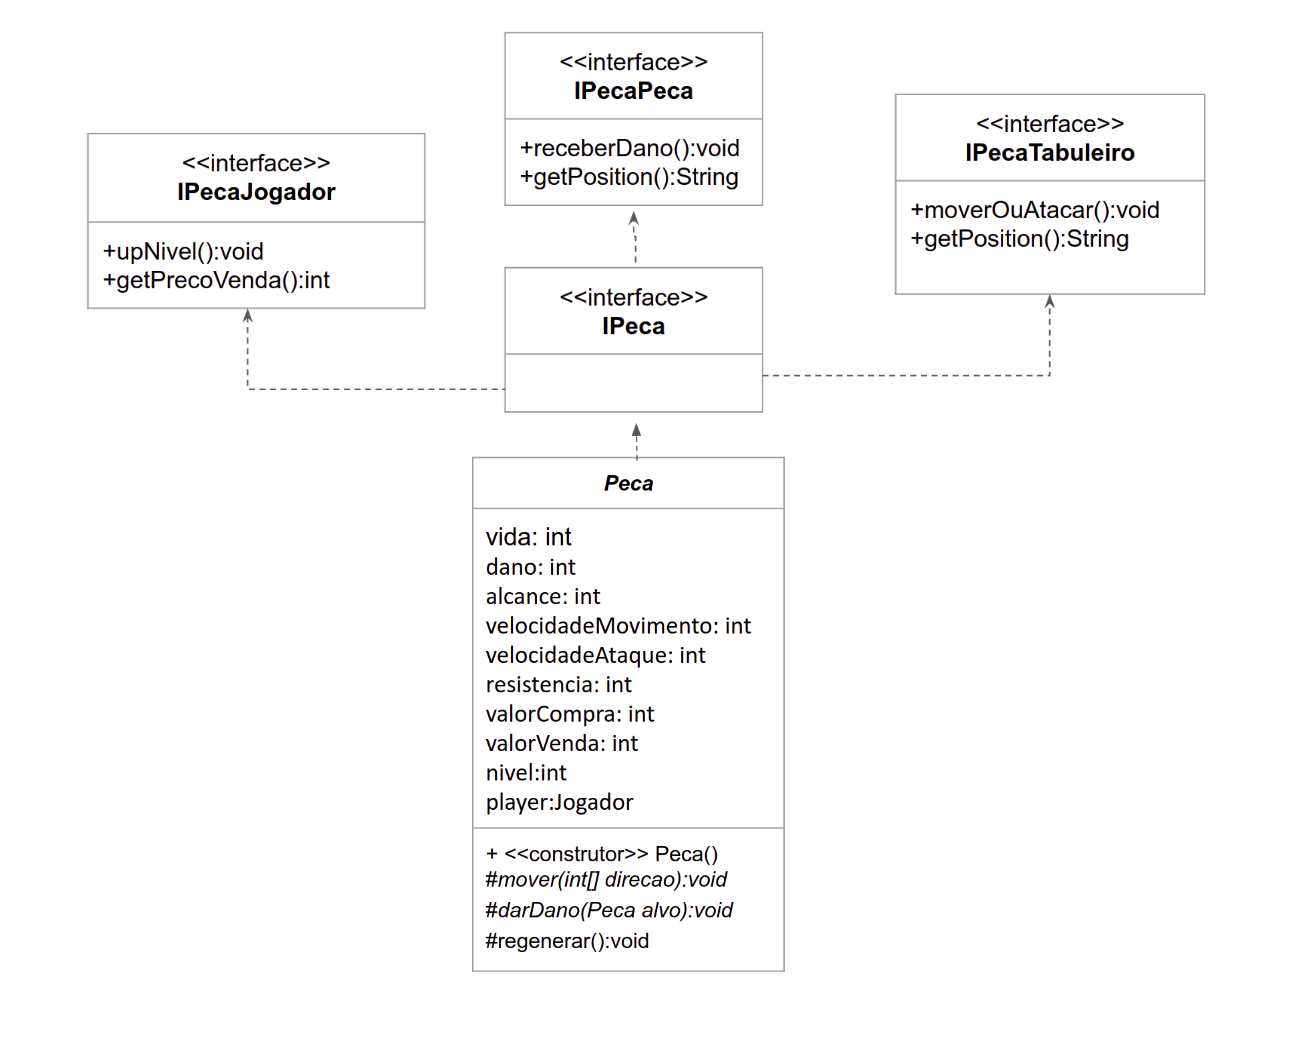 <<interface>>
IPecaPeca
+receberDano():void
+getPosition():String
<<interface>>
IPecaTabuleiro
+moverOuAtacar():void
+getPosition():String
<<interface>>
IPecaJogador
+upNivel():void
+getPrecoVenda():int
<<interface>>
IPeca
Peca
vida: int
dano: int
alcance: int
velocidadeMovimento: int
velocidadeAtaque: int
resistencia: int
valorCompra: int
valorVenda: int
nivel:int
player:Jogador
+ <<construtor>> Peca()
#mover(int[] direcao):void
#darDano(Peca alvo):void
#regenerar():void